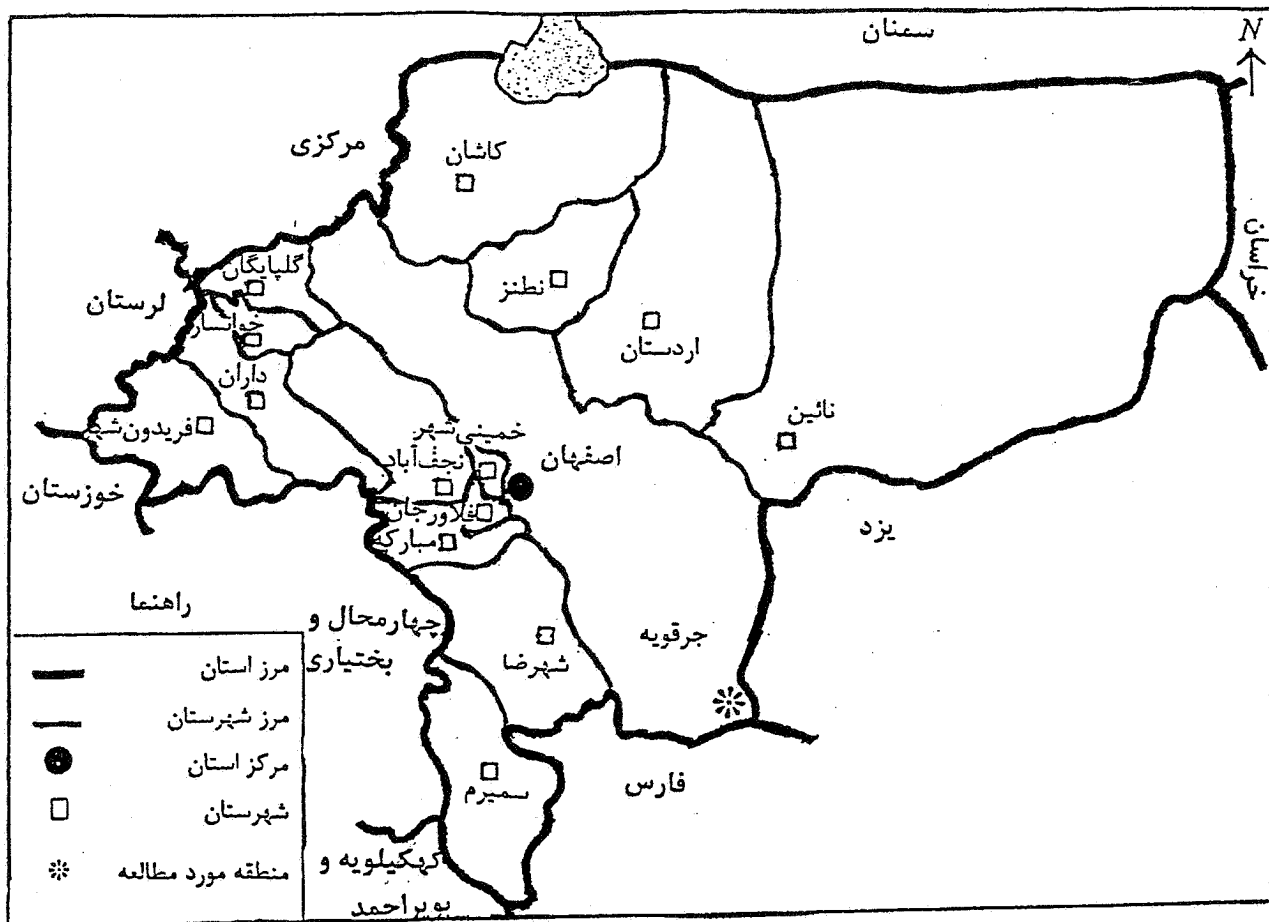 سمنان
N
مرکزی
کاشان
خراسان
گلپایگان
نطنز
لرستان
خوانسار
اردستان
داران
نائین
فریدون‌شهر
خمینی‌شهر
نجف‌آباد
اصفهان
خوزستان
فلاورجان
یزد
مبارکه
چهارمحال و
بختیاری
جرقویه
شهرضا
فارس
سمیرم
کهکیلویه و
بویراحمد
راهنما
مرز استان
مرز شهرستان
مرکز استان
شهرستان
منطقه مورد مطالعه